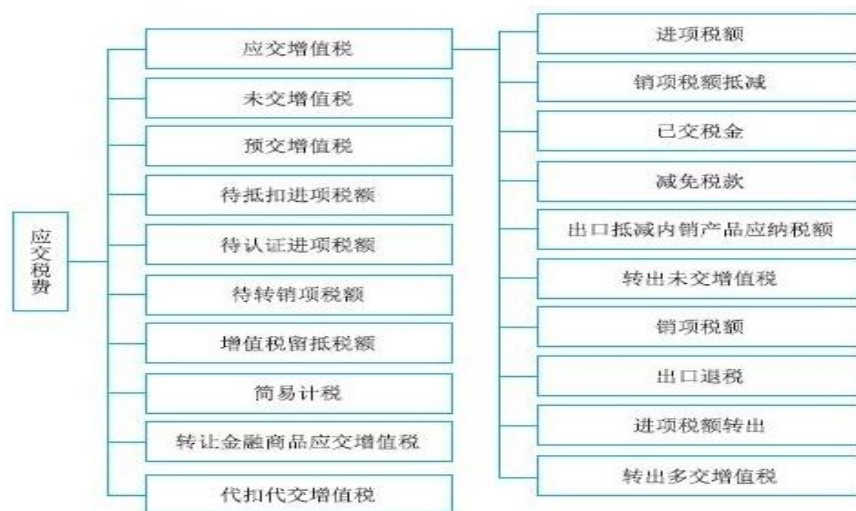 应交税费
应交增值税
未交增值税
预交增值税
待抵扣进项税额
待认证进项税额
待转销项税额
增值税留抵税额
简易计税
转让金融商品应交增值税
代扣代交增值税
进项税额
销项税额抵减
已交税金
减免税款
出口抵减内销产品应纳税额
转出未交增值税
销项税额
出口退税
进项税额转出
转出多交增值税